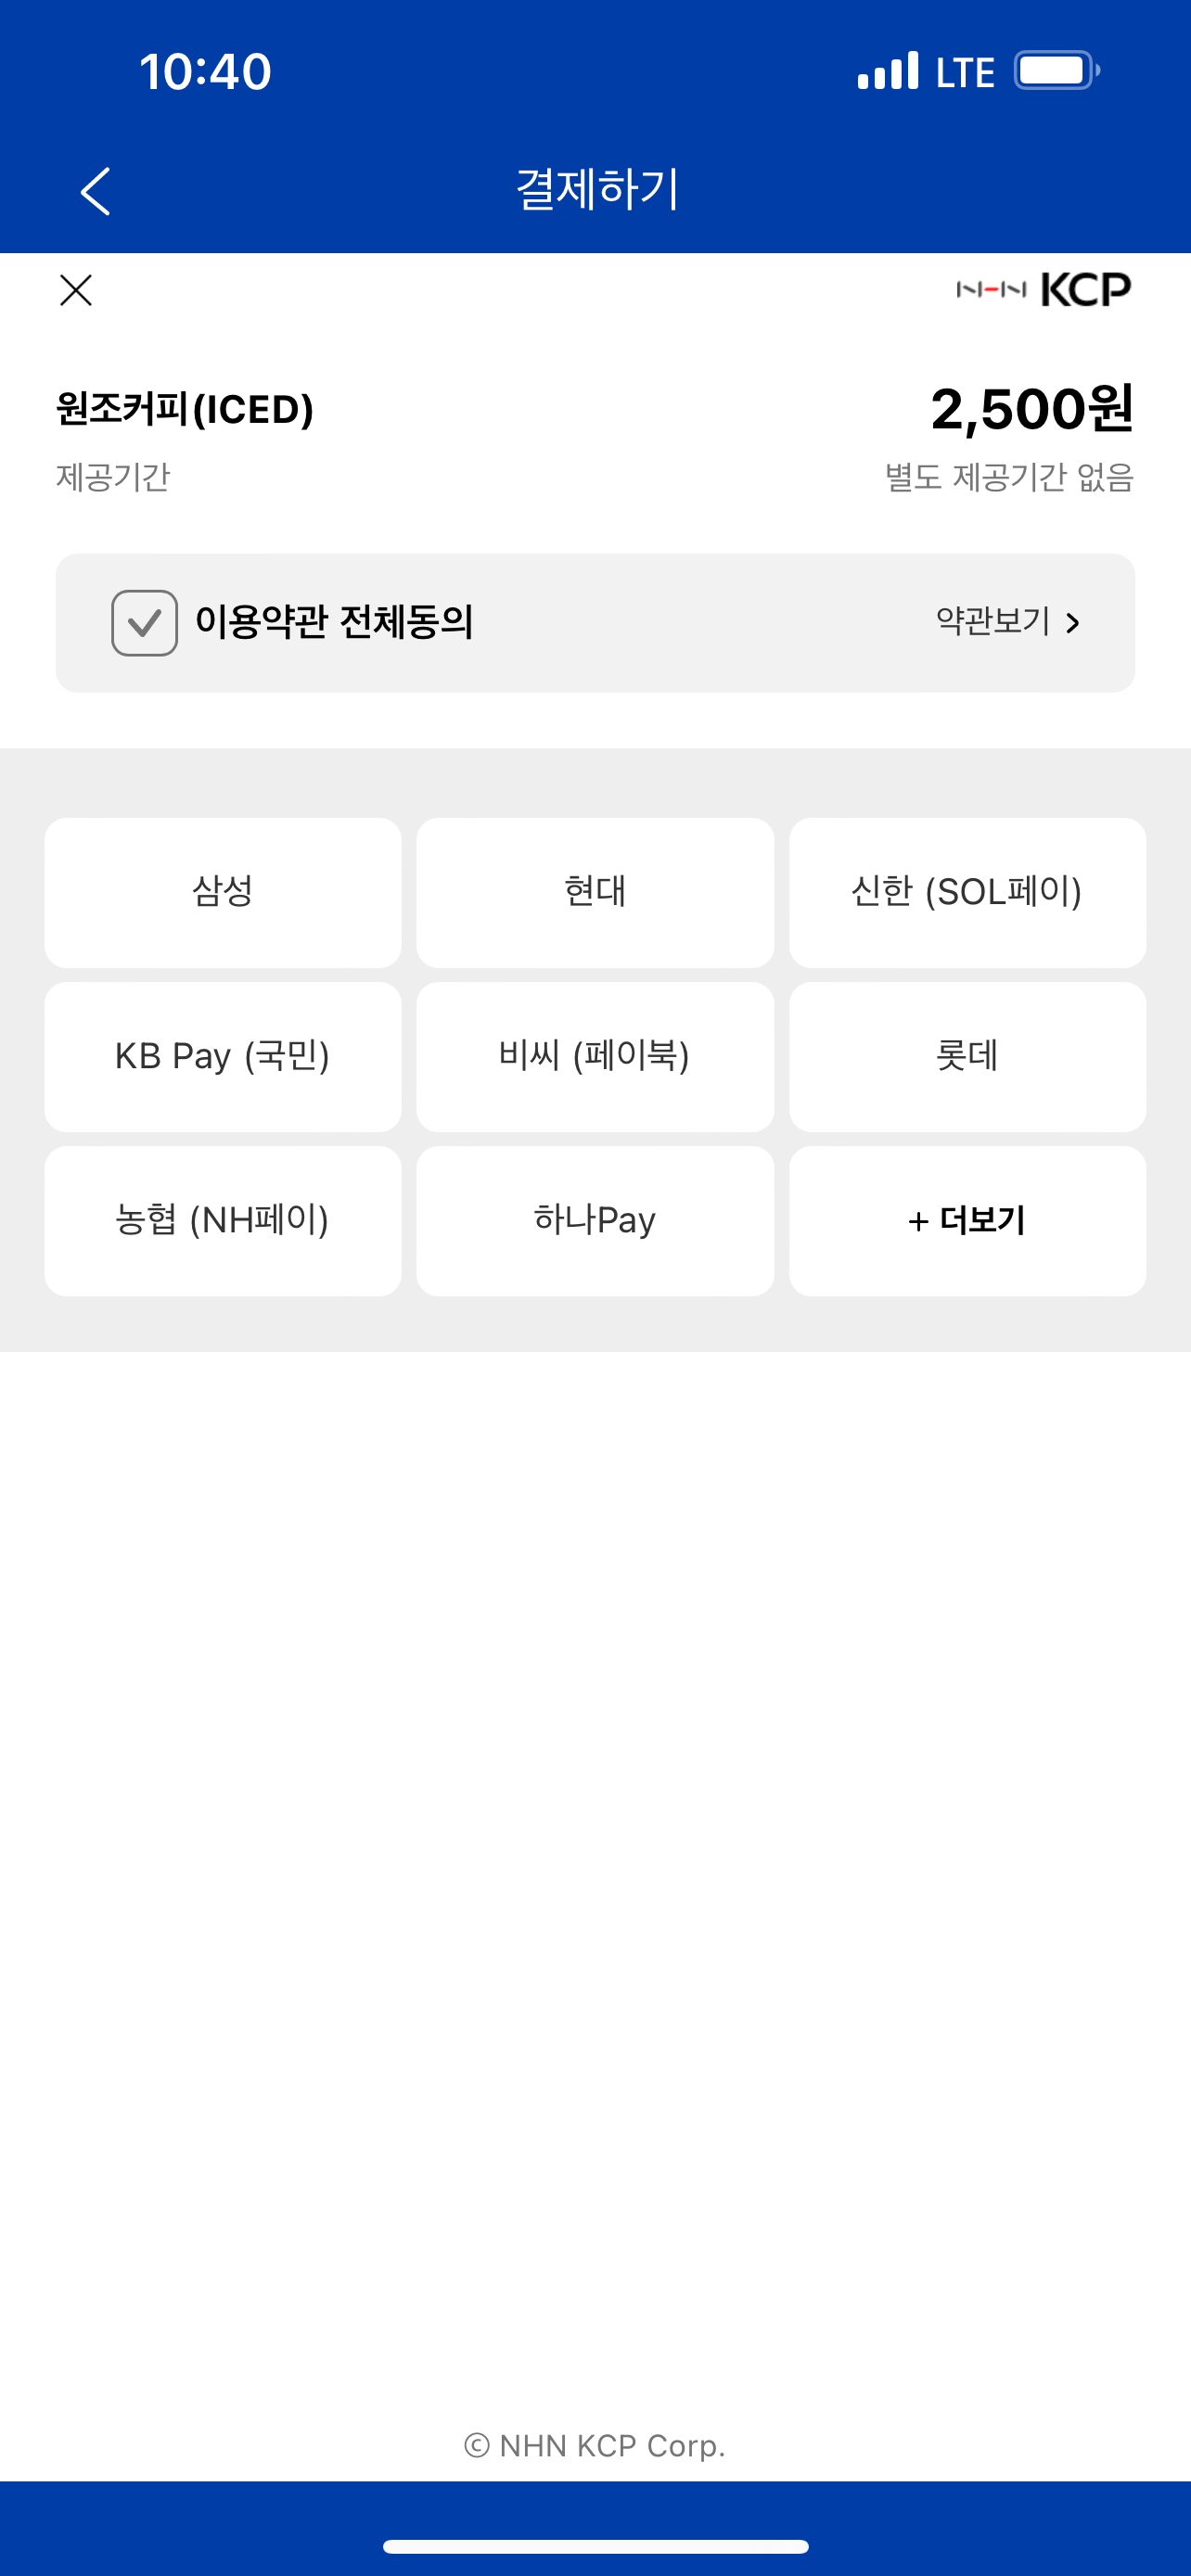 10:40 LTE
결제하기
NHN KCP
원조커피(ICED) 2,500원
제공기간 별도 제공기간 없음
이용약관 전체동의 약관보기
삼성 현대 신한 (SOL페이)
KB Pay (국민) 비씨 (페이북) 롯데
농협 (NH페이) 하나Pay + 더보기
ⓒ NHN KCP Corp.